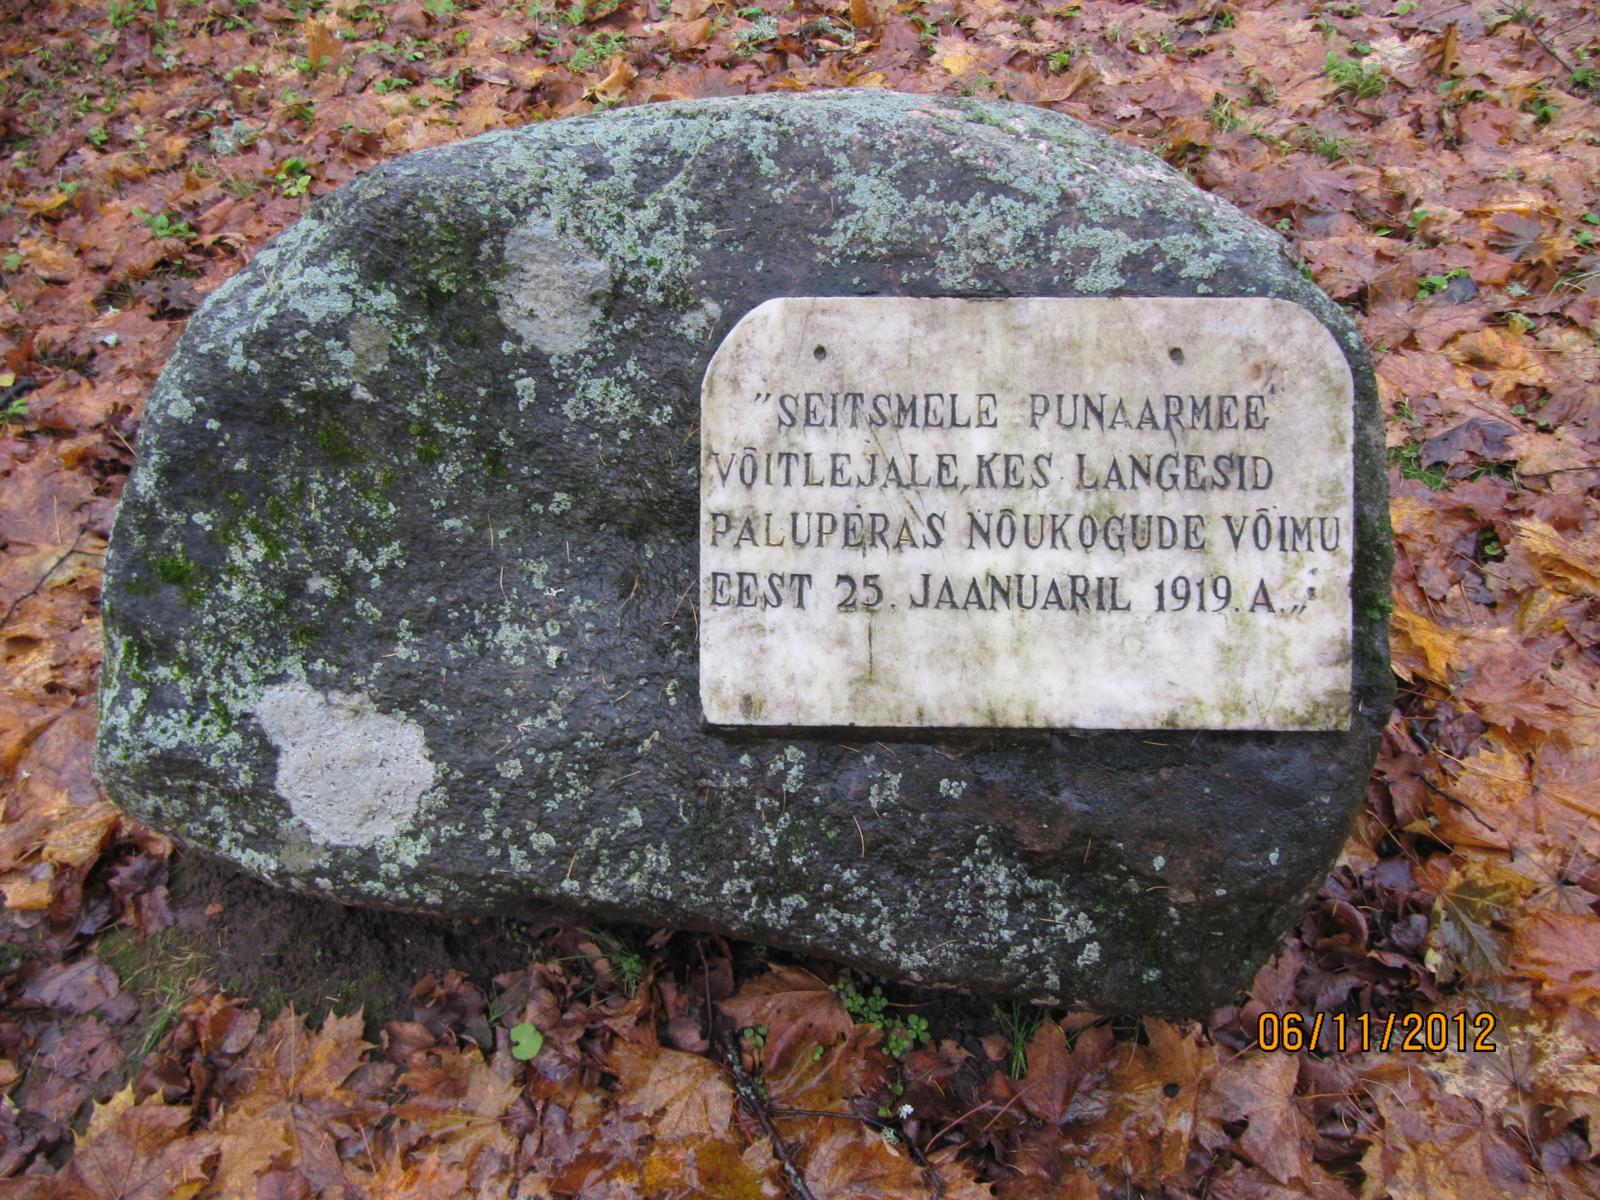 "SEITSMELE PUNAARMEE
VÕITLEJALE, KES LANGESID
PALUPERAS NÕUKOGUDE VÕIMU
EEST 25. JAANUARIL 1919. A.„
06/11/2012